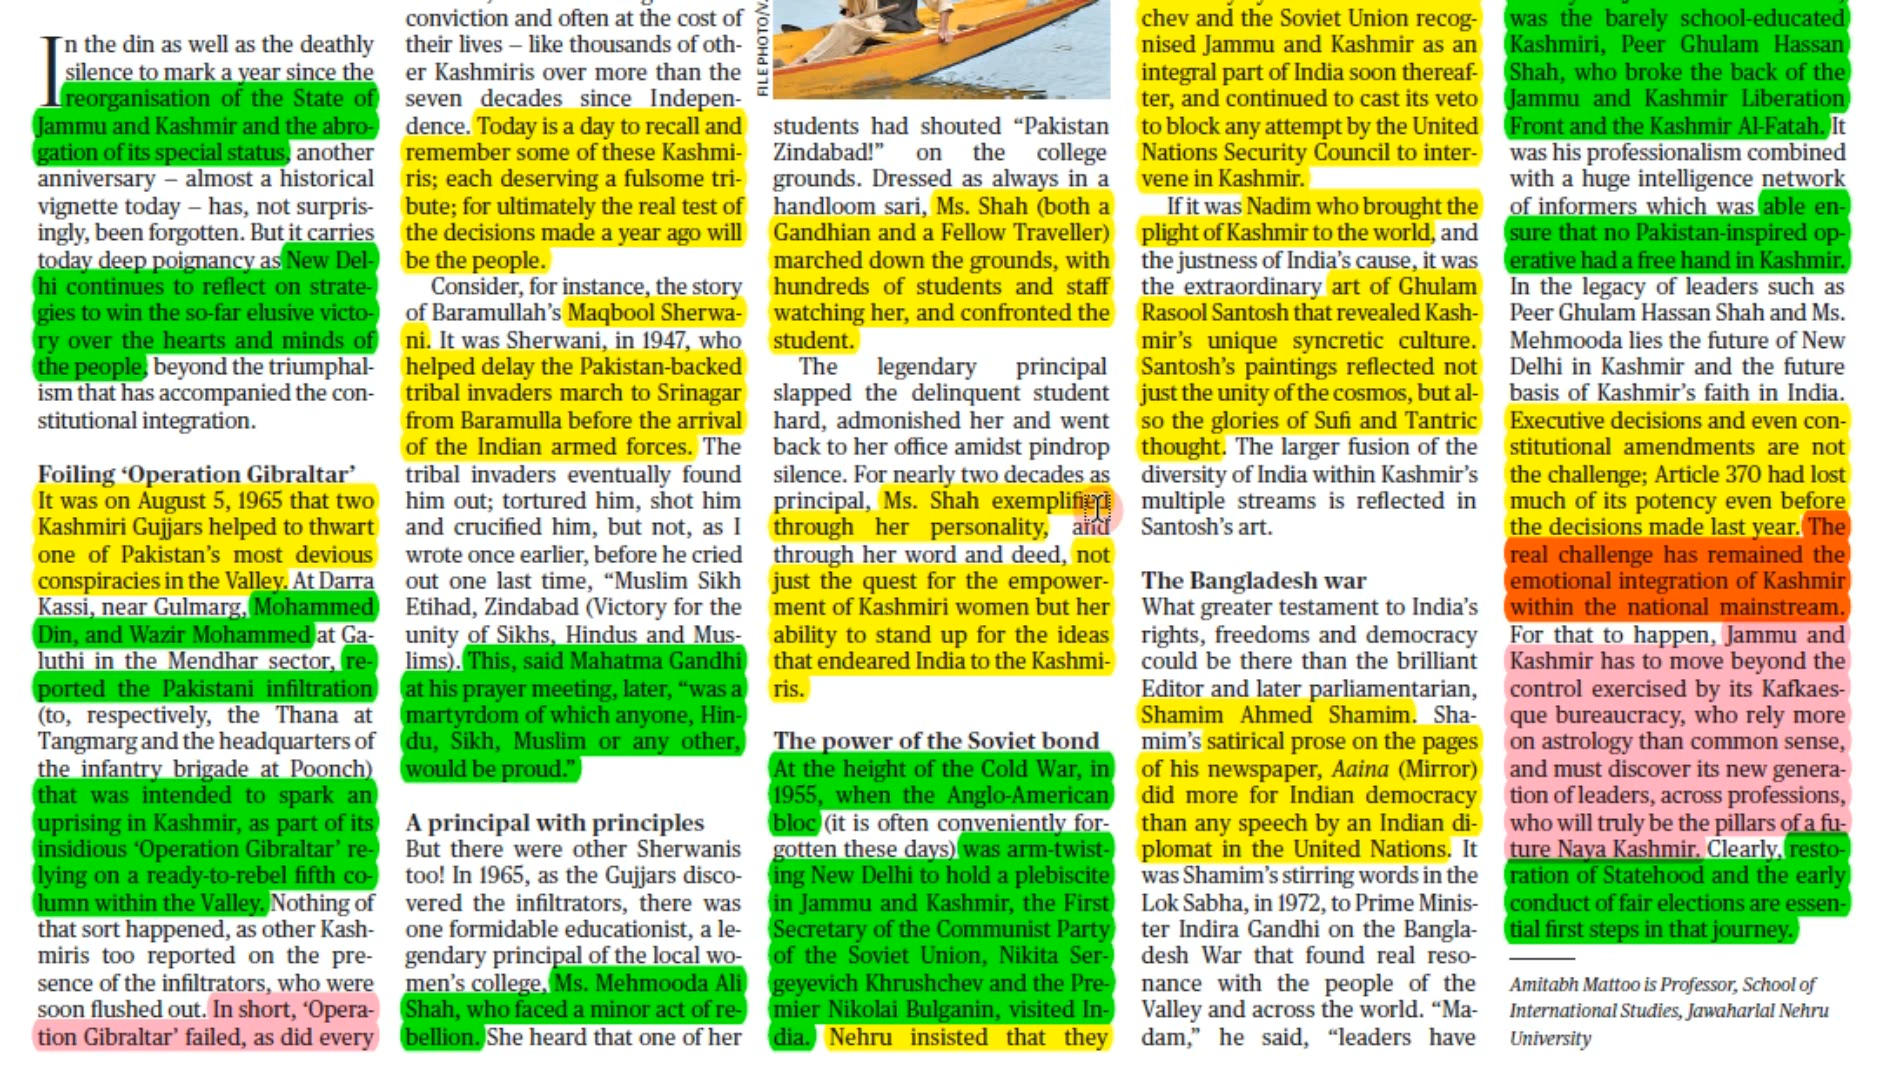 In the din as well as the deathly
silence to mark a year since the
reorganisation of the State of
Jammu and Kashmir and the abro-
gation of its special status, another
anniversary – almost a historical
vignette today – has, not surpris-
ingly, been forgotten. But it carries
today deep poignancy as New Del-
hi continues to reflect on strate-
gies to win the so-far elusive victo-
ry over the hearts and minds of
the people, beyond the triumphal-
ism that has accompanied the con-
stitutional integration.
Foiling ‘Operation Gibraltar’
It was on August 5, 1965 that two
Kashmiri Gujjars helped to thwart
one of Pakistan’s most devious
conspiracies in the Valley. At Darra
Kassi, near Gulmarg, Mohammed
Din, and Wazir Mohammed at Ga-
luthi in the Mendhar sector, re-
ported the Pakistani infiltration
(to, respectively, the Thana at
Tangmarg and the headquarters of
the infantry brigade at Poonch)
that was intended to spark an
uprising in Kashmir, as part of its
insidious ‘Operation Gibraltar’ re-
lying on a ready-to-rebel fifth co-
lumn within the Valley. Nothing of
that sort happened, as other Kash-
miris too reported on the pre-
sence of the infiltrators, who were
soon flushed out. In short, ‘Opera-
tion Gibraltar’ failed, as did every
conviction and often at the cost of
their lives – like thousands of oth-
er Kashmiris over more than the
seven decades since Indepen-
dence. Today is a day to recall and
remember some of these Kashmi-
ris; each deserving a fulsome tri-
bute; for ultimately the real test of
the decisions made a year ago will
be the people.
Consider, for instance, the story
of Baramullah’s Maqbool Sherwa-
ni. It was Sherwani, in 1947, who
helped delay the Pakistan-backed
tribal invaders march to Srinagar
from Baramulla before the arrival
of the Indian armed forces. The
tribal invaders eventually found
him out; tortured him, shot him
and crucified him, but not, as I
wrote once earlier, before he cried
out one last time, “Muslim Sikh
Etihad, Zindabad (Victory for the
unity of Sikhs, Hindus and Mus-
lims). This, said Mahatma Gandhi
at his prayer meeting, later, “was a
martyrdom of which anyone, Hin-
du, Sikh, Muslim or any other,
would be proud.”
A principal with principles
But there were other Sherwanis
too! In 1965, as the Gujjars disco-
vered the infiltrators, there was
one formidable educationist, a le-
gendary principal of the local wo-
men’s college, Ms. Mehmooda Ali
Shah, who faced a minor act of re-
bellion. She heard that one of her
FILE PHOTO/
students had shouted “Pakistan
Zindabad!” on the college
grounds. Dressed as always in a
handloom sari, Ms. Shah (both a
Gandhian and a Fellow Traveller)
marched down the grounds, with
hundreds of students and staff
watching her, and confronted the
student.
The legendary principal
slapped the delinquent student
hard, admonished her and went
back to her office amidst pindrop
silence. For nearly two decades as
principal, Ms. Shah exemplified
through her personality, and
through her word and deed, not
just the quest for the empower-
ment of Kashmiri women but her
ability to stand up for the ideas
that endeared India to the Kashmi-
ris.
The power of the Soviet bond
At the height of the Cold War, in
1955, when the Anglo-American
bloc (it is often conveniently for-
gotten these days) was arm-twist-
ing New Delhi to hold a plebiscite
in Jammu and Kashmir, the First
Secretary of the Communist Party
of the Soviet Union, Nikita Ser-
geyevich Khrushchev and the Pre-
mier Nikolai Bulganin, visited In-
dia. Nehru insisted that they
chev and the Soviet Union recog-
nised Jammu and Kashmir as an
integral part of India soon thereaf-
ter, and continued to cast its veto
to block any attempt by the United
Nations Security Council to inter-
vene in Kashmir.
If it was Nadim who brought the
plight of Kashmir to the world, and
the justness of India’s cause, it was
the extraordinary art of Ghulam
Rasool Santosh that revealed Kash-
mir’s unique syncretic culture.
Santosh’s paintings reflected not
just the unity of the cosmos, but al-
so the glories of Sufi and Tantric
thought. The larger fusion of the
diversity of India within Kashmir’s
multiple streams is reflected in
Santosh’s art.
The Bangladesh war
What greater testament to India’s
rights, freedoms and democracy
could be there than the brilliant
Editor and later parliamentarian,
Shamim Ahmed Shamim. Sha-
mim’s satirical prose on the pages
of his newspaper, Aaina (Mirror)
did more for Indian democracy
than any speech by an Indian di-
plomat in the United Nations. It
was Shamim’s stirring words in the
Lok Sabha, in 1972, to Prime Minis-
ter Indira Gandhi on the Bangla-
desh War that found real reso-
nance with the people of the
Valley and across the world. “Ma-
dam,” he said, “leaders have
was the barely school-educated
Kashmiri, Peer Ghulam Hassan
Shah, who broke the back of the
Jammu and Kashmir Liberation
Front and the Kashmir Al-Fatah. It
was his professionalism combined
with a huge intelligence network
of informers which was able en-
sure that no Pakistan-inspired op-
erative had a free hand in Kashmir.
In the legacy of leaders such as
Peer Ghulam Hassan Shah and Ms.
Mehmooda lies the future of New
Delhi in Kashmir and the future
basis of Kashmir’s faith in India.
Executive decisions and even con-
stitutional amendments are not
the challenge; Article 370 had lost
much of its potency even before
the decisions made last year. The
real challenge has remained the
emotional integration of Kashmir
within the national mainstream.
For that to happen, Jammu and
Kashmir has to move beyond the
control exercised by its Kafkaes-
que bureaucracy, who rely more
on astrology than common sense,
and must discover its new genera-
tion of leaders, across professions,
who will truly be the pillars of a fu-
ture Naya Kashmir. Clearly, resto-
ration of Statehood and the early
conduct of fair elections are essen-
tial first steps in that journey.
Amitabh Mattoo is Professor, School of
International Studies, Jawaharlal Nehru
University